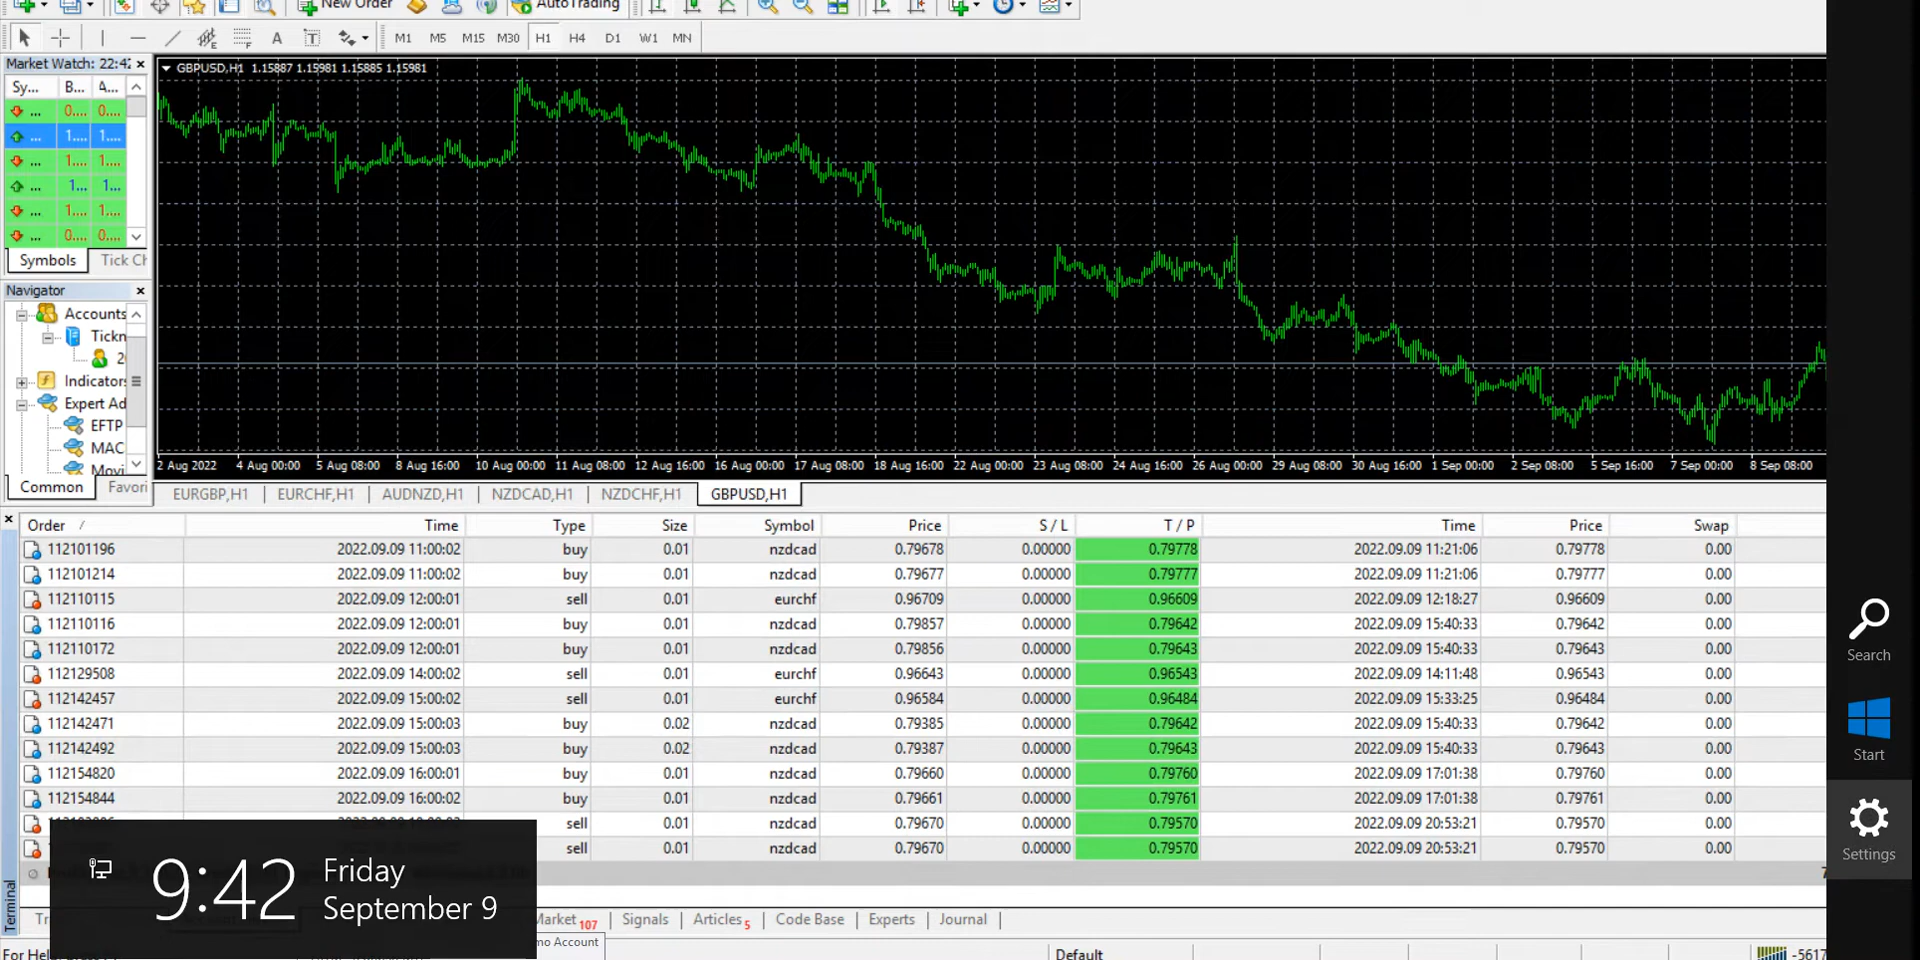 New Order
AutoTrading
A
T
M1 M5 M15 M30 H1 H4 D1 W1 MN
Market Watch: 22:42
Sy... B... A...
... 0.... 0....
... 1.... 1....
... 1.... 1....
... 1... 1...
... 1.... 1....
... 0.... 0....
Symbols Tick Ch
Navigator
Accounts
Tickm
2
Indicators
Expert Ad
EFTP
MAC
Movi
Common Favori
GBPUSD,H1 1.15887 1.15981 1.15885 1.15981
2 Aug 2022 4 Aug 00:00 5 Aug 08:00 8 Aug 16:00 10 Aug 00:00 11 Aug 08:00 12 Aug 16:00 16 Aug 00:00 17 Aug 08:00 18 Aug 16:00 22 Aug 00:00 23 Aug 08:00 24 Aug 16:00 26 Aug 00:00 29 Aug 08:00 30 Aug 16:00 1 Sep 00:00 2 Sep 08:00 5 Sep 16:00 7 Sep 00:00 8 Sep 08:00
EURGBP,H1 EURCHF,H1 AUDNZD,H1 NZDCAD,H1 NZDCHF,H1 GBPUSD,H1
Order / Time Type Size Symbol Price S / L T / P Time Price Swap
112101196 2022.09.09 11:00:02 buy 0.01 nzdcad 0.79678 0.00000 0.79778 2022.09.09 11:21:06 0.79778 0.00
112101214 2022.09.09 11:00:02 buy 0.01 nzdcad 0.79677 0.00000 0.79777 2022.09.09 11:21:06 0.79777 0.00
112110115 2022.09.09 12:00:01 sell 0.01 eurchf 0.96709 0.00000 0.96609 2022.09.09 12:18:27 0.96609 0.00
112110116 2022.09.09 12:00:01 buy 0.01 nzdcad 0.79857 0.00000 0.79642 2022.09.09 15:40:33 0.79642 0.00
112110172 2022.09.09 12:00:01 buy 0.01 nzdcad 0.79856 0.00000 0.79643 2022.09.09 15:40:33 0.79643 0.00
112129508 2022.09.09 14:00:02 sell 0.01 eurchf 0.96643 0.00000 0.96543 2022.09.09 14:11:48 0.96543 0.00
112142457 2022.09.09 15:00:02 sell 0.01 eurchf 0.96584 0.00000 0.96484 2022.09.09 15:33:25 0.96484 0.00
112142471 2022.09.09 15:00:03 buy 0.02 nzdcad 0.79385 0.00000 0.79642 2022.09.09 15:40:33 0.79642 0.00
112142492 2022.09.09 15:00:03 buy 0.02 nzdcad 0.79387 0.00000 0.79643 2022.09.09 15:40:33 0.79643 0.00
112154820 2022.09.09 16:00:01 buy 0.01 nzdcad 0.79660 0.00000 0.79760 2022.09.09 17:01:38 0.79760 0.00
112154844 2022.09.09 16:00:02 buy 0.01 nzdcad 0.79661 0.00000 0.79761 2022.09.09 17:01:38 0.79761 0.00
sell 0.01 nzdcad 0.79670 0.00000 0.79570 2022.09.09 20:53:21 0.79570 0.00
sell 0.01 nzdcad 0.79670 0.00000 0.79570 2022.09.09 20:53:21 0.79570 0.00
Terminal
Market 107 Signals Articles 5 Code Base Experts Journal
mo Account
For Hel
Default
-5617
9:42
Friday
September 9
Search
Start
Settings